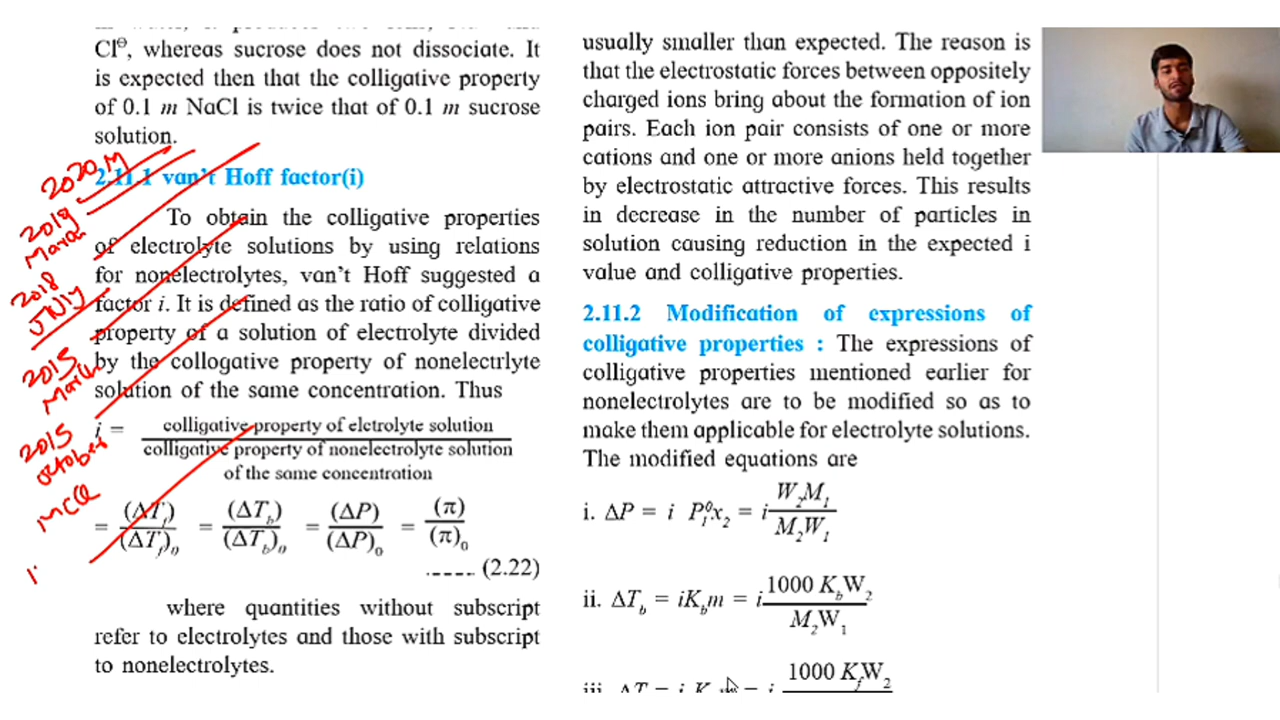 Cl⊖, whereas sucrose does not dissociate. It
is expected then that the colligative property
of 0.1 m NaCl is twice that of 0.1 m sucrose
solution.
2.11.1 van't Hoff factor(i)
To obtain the colligative properties
of electrolyte solutions by using relations
for nonelectrolytes, van't Hoff suggested a
factor i. It is defined as the ratio of colligative
property of a solution of electrolyte divided
by the collogative property of nonelectrlyte
solution of the same concentration. Thus
i = colligative property of eletrolyte solution
colligative property of nonelectrolyte solution
of the same concentration
= (ΔTf)/(ΔTf)₀ = (ΔTb)/(ΔTb)₀ = (ΔP)/(ΔP)₀ = (π)/(π)₀
----- (2.22)
where quantities without subscript
refer to electrolytes and those with subscript
to nonelectrolytes.
2020 M
2019
March
2018
July
2015
March
2015
October
MCQ
usually smaller than expected. The reason is
that the electrostatic forces between oppositely
charged ions bring about the formation of ion
pairs. Each ion pair consists of one or more
cations and one or more anions held together
by electrostatic attractive forces. This results
in decrease in the number of particles in
solution causing reduction in the expected i
value and colligative properties.
2.11.2 Modification of expressions of
colligative properties : The expressions of
colligative properties mentioned earlier for
nonelectrolytes are to be modified so as to
make them applicable for electrolyte solutions.
The modified equations are
i. ΔP = i P₁⁰x₂ = i W₂M₁/M₂W₁
ii. ΔTb = iKbm = i 1000 KbW₂/M₂W₁
1000 KfW₂